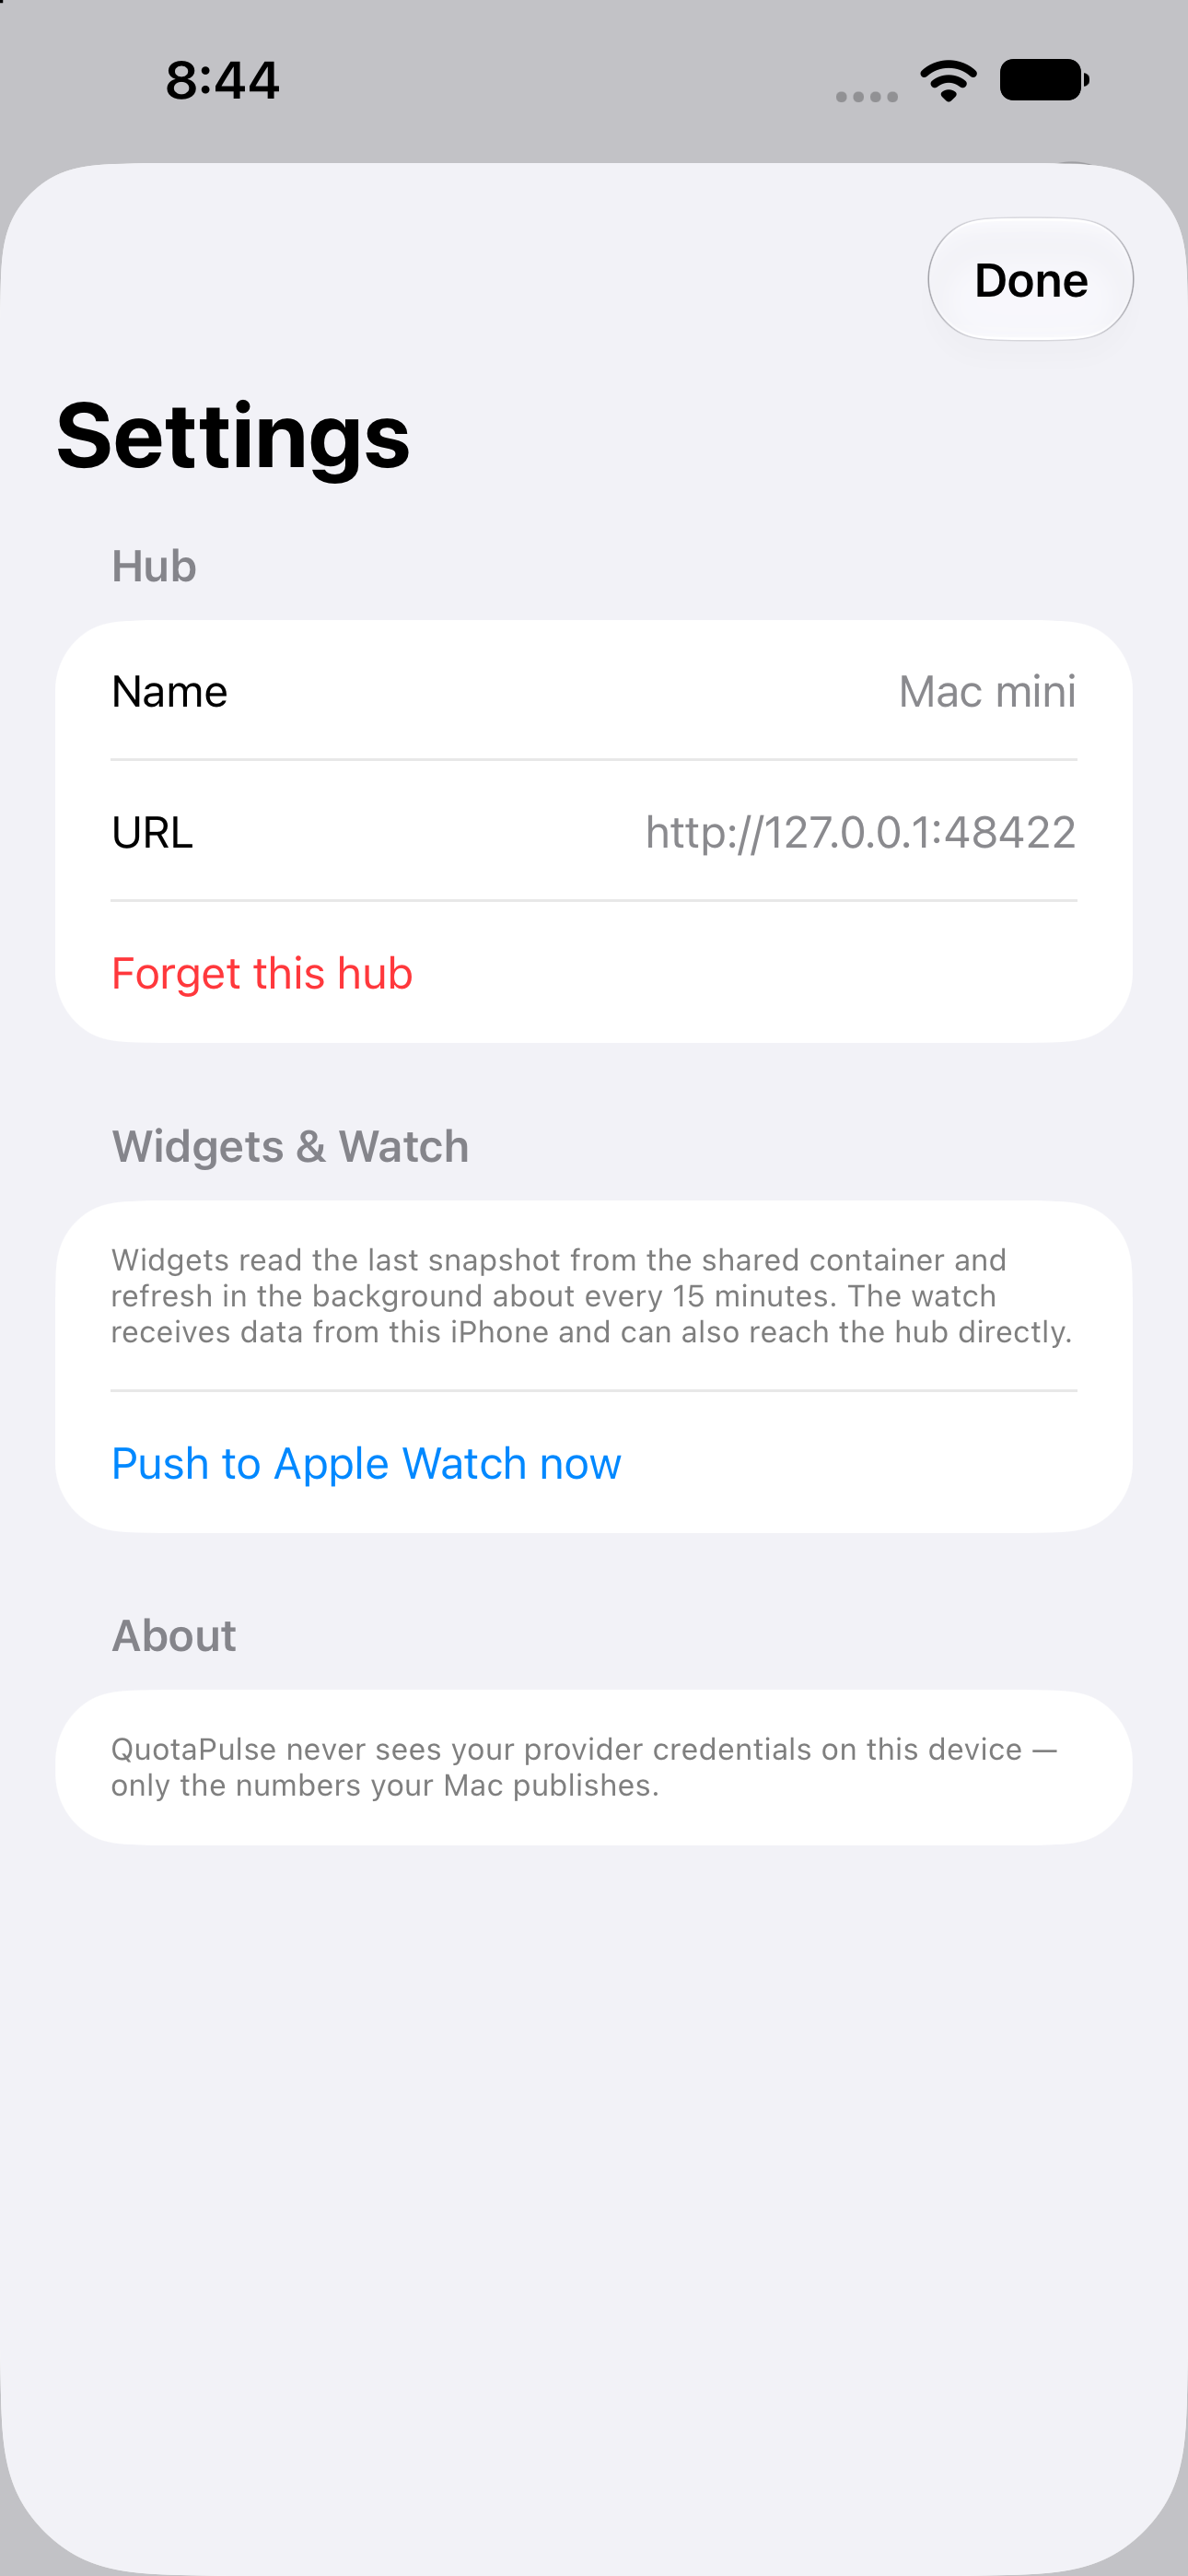 8:44
Done
Settings
Hub
Name Mac mini
URL http://127.0.0.1:48422
Forget this hub
Widgets & Watch
Widgets read the last snapshot from the shared container and
refresh in the background about every 15 minutes. The watch
receives data from this iPhone and can also reach the hub directly.
Push to Apple Watch now
About
QuotaPulse never sees your provider credentials on this device —
only the numbers your Mac publishes.